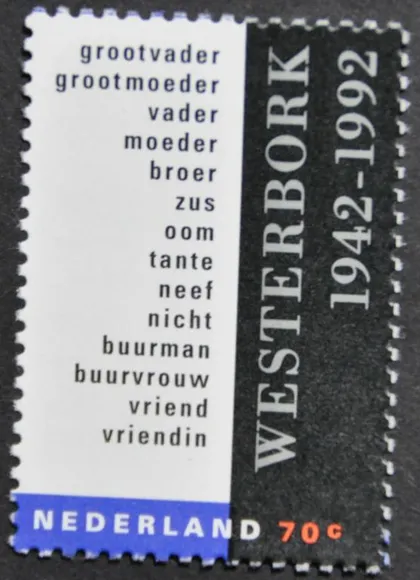 grootvader
grootmoeder
vader
moeder
broer
zus
oom
tante
neef
nicht
buurman
buurvrouw
vriend
vriendin
WESTERBORK
1942-1992
NEDERLAND 70c